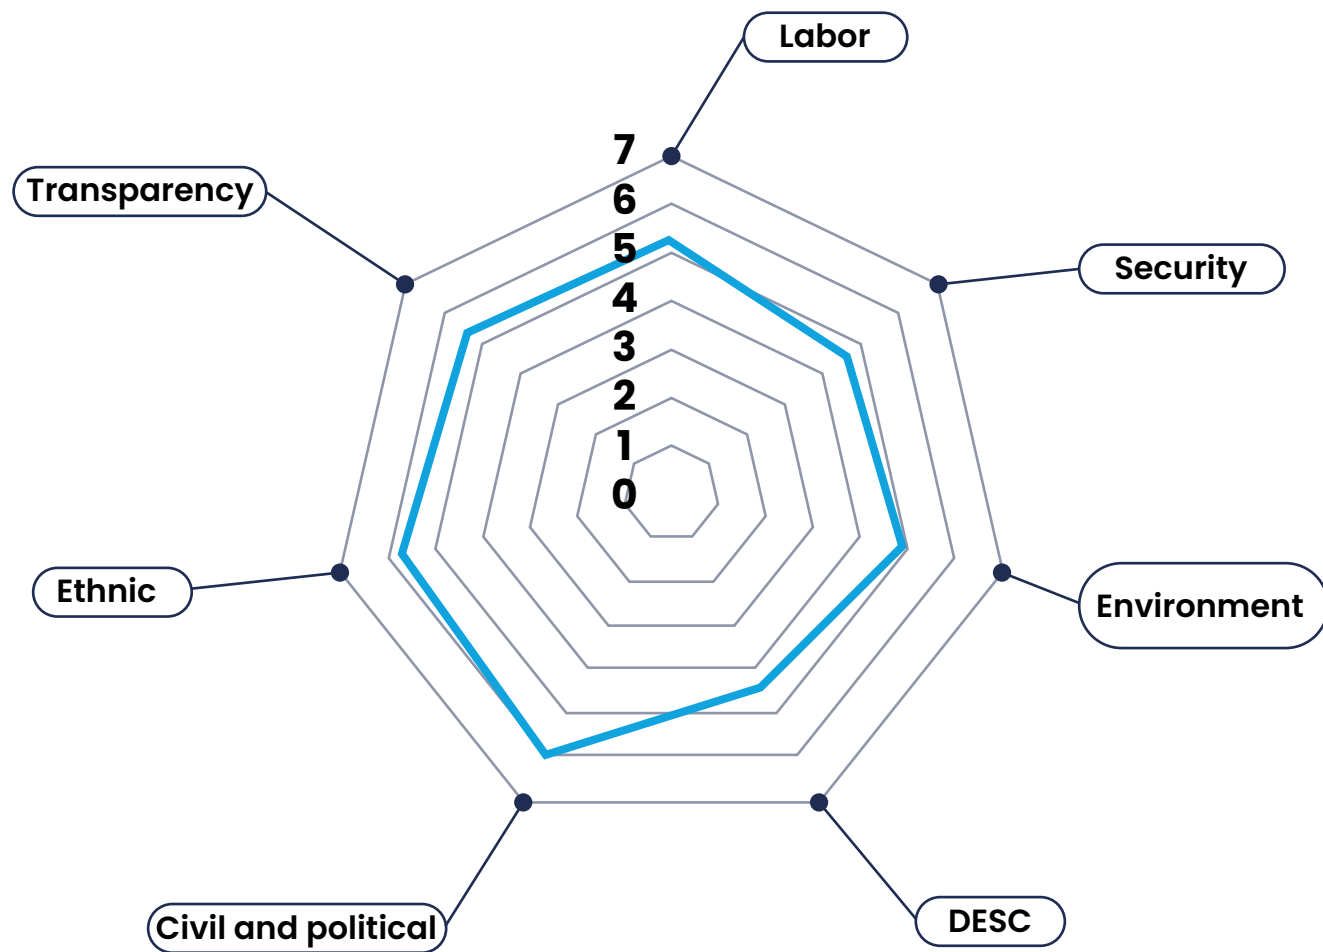 Labor
7
Transparency
6
5
Security
4
3
2
1
0
Ethnic
Environment
Civil and political
DESC